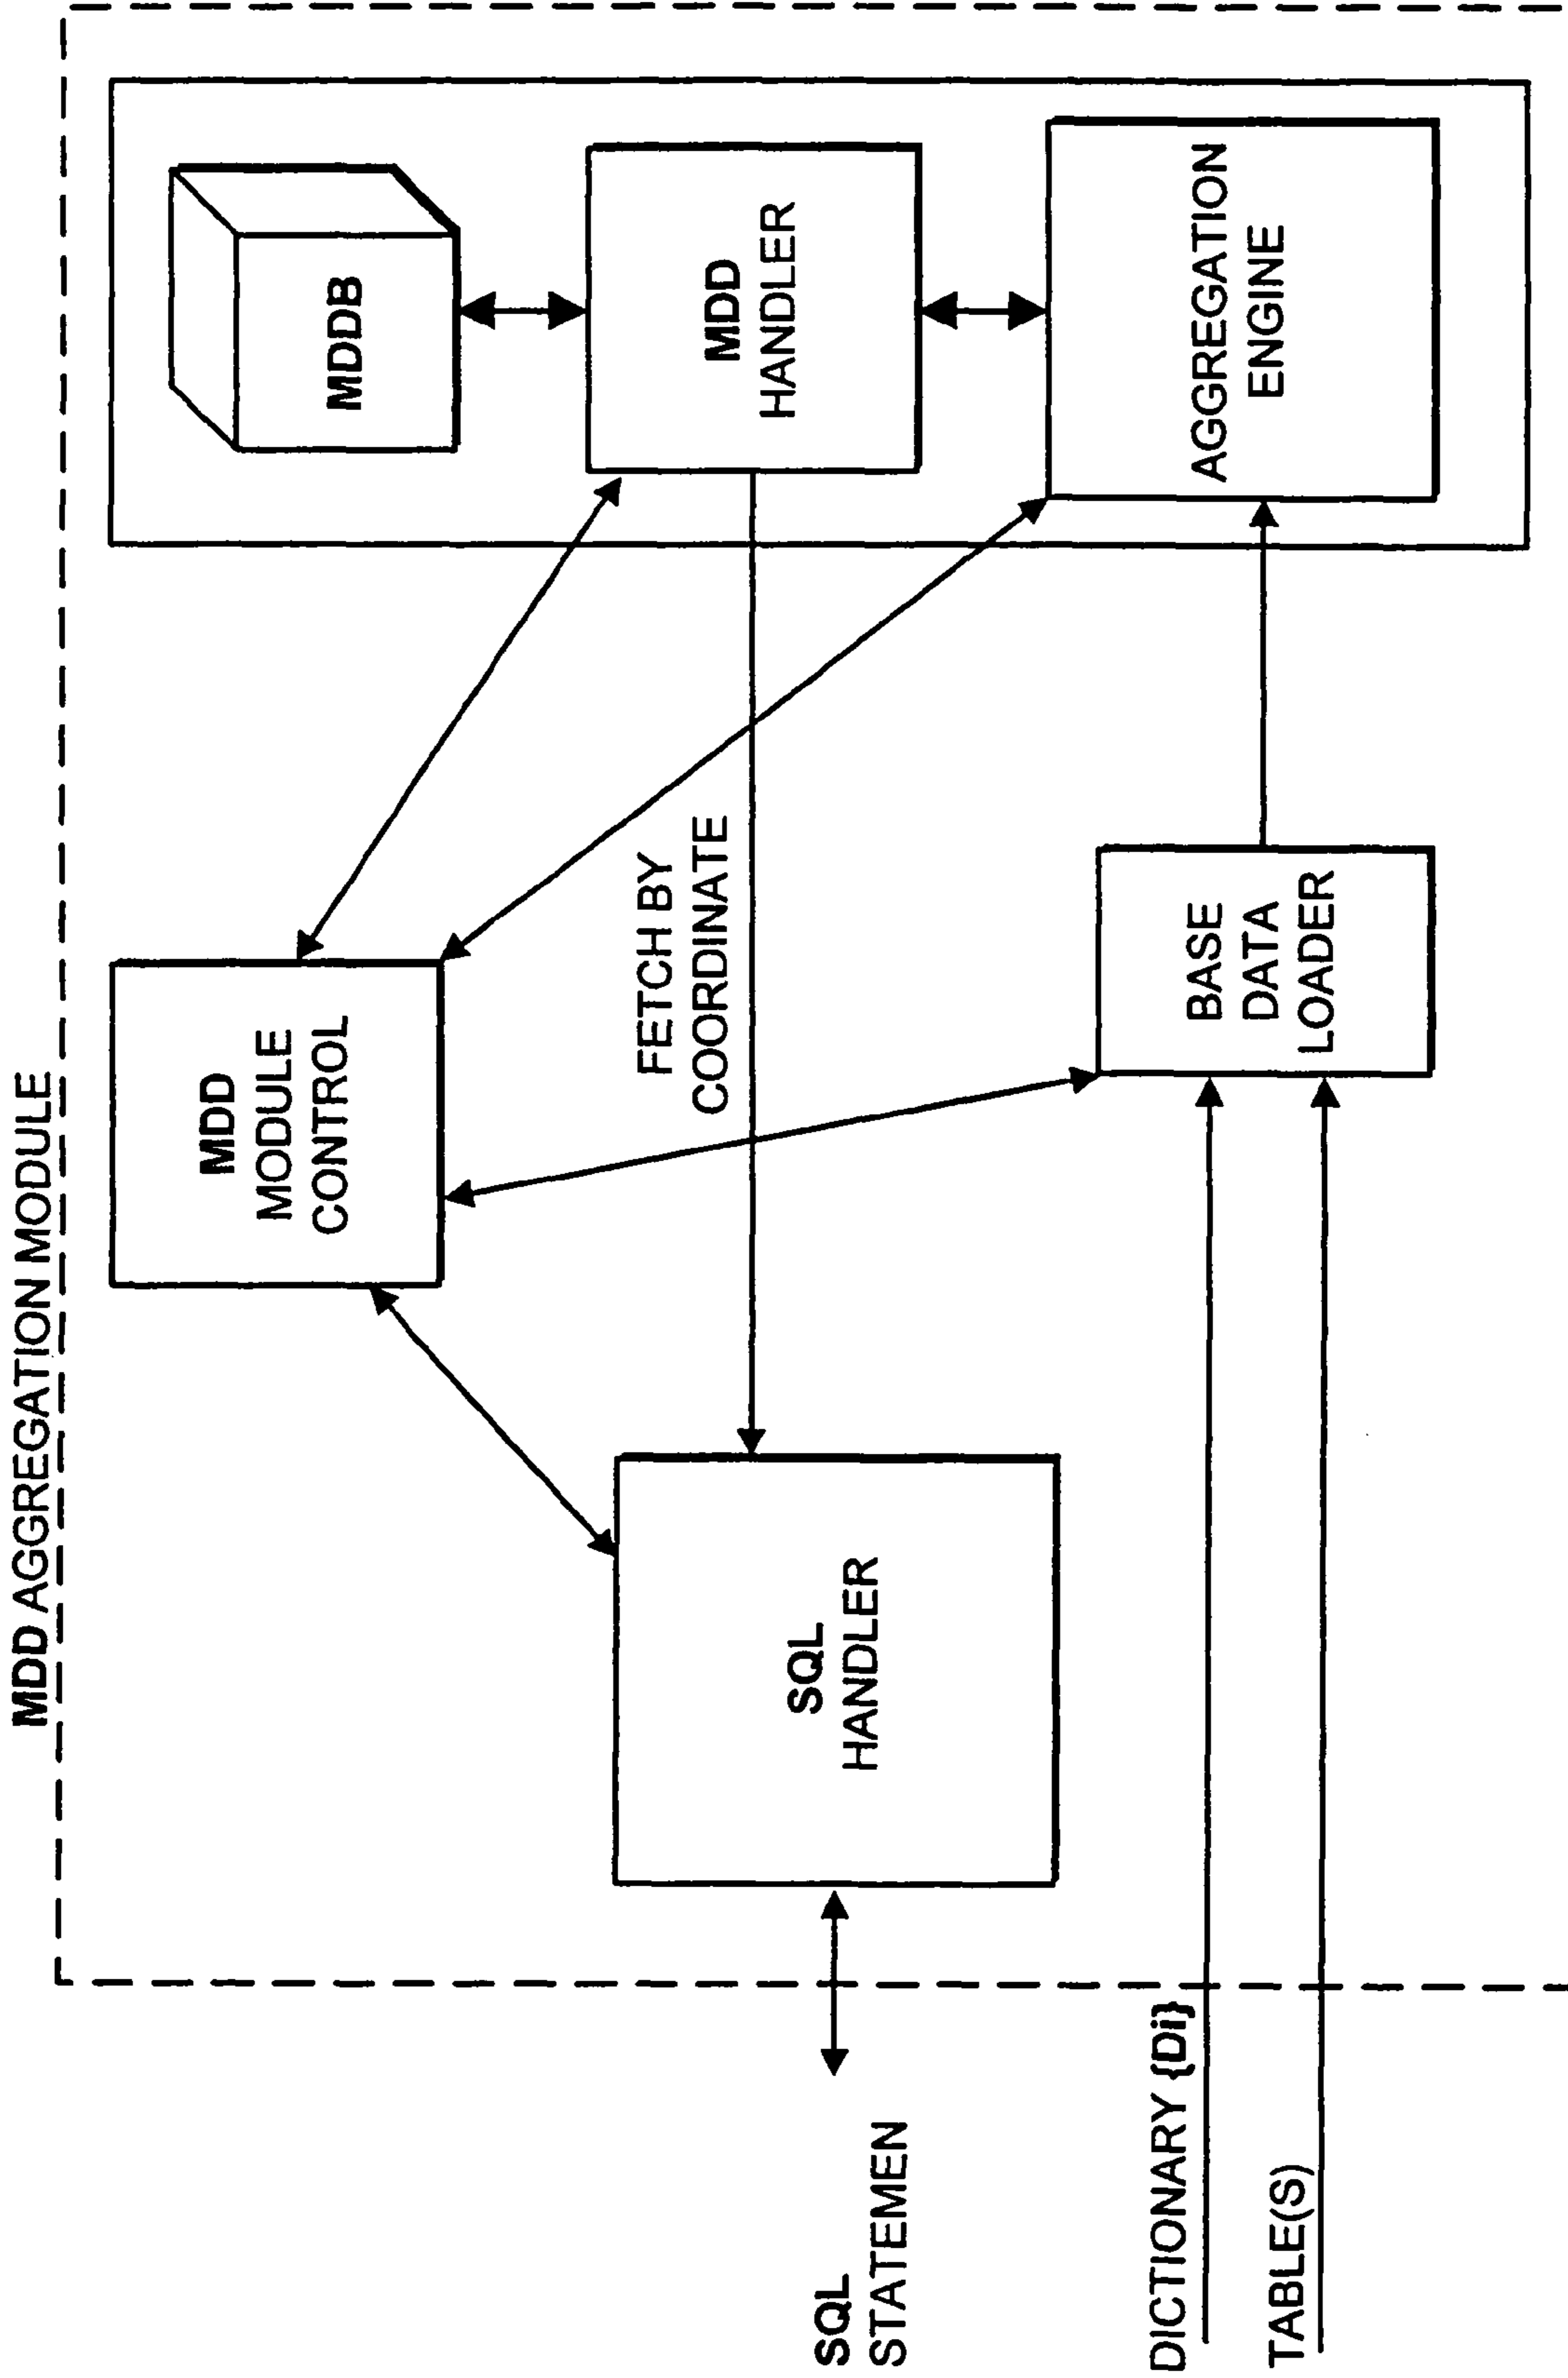 MDD AGGREGATION MODULE
MDD
MODULE
CONTROL
MDDB
MDD
HANDLER
AGGREGATION
ENGINE
FETCH BY
COORDINATE
BASE
DATA
LOADER
SQL
HANDLER
SQL
STATEMEN
DICTIONARY {Di}
TABLE(S)